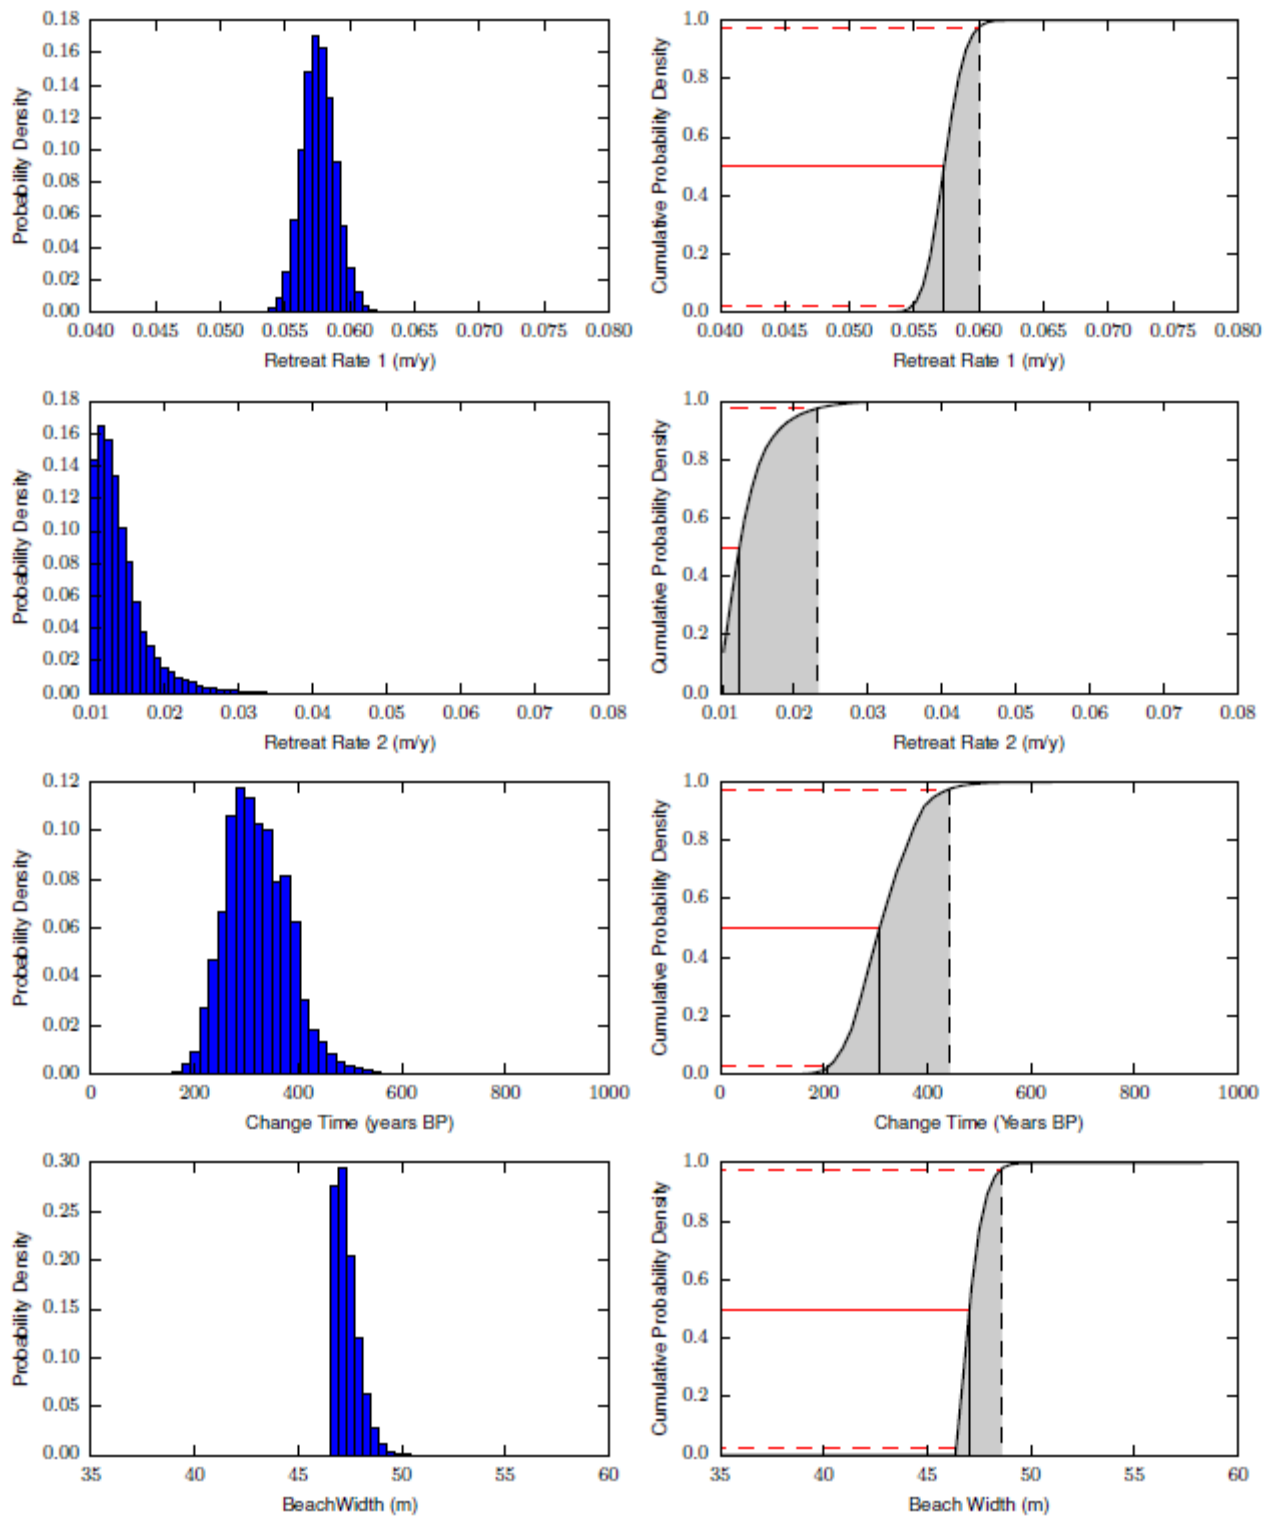 0.18
0.16
0.14
0.12
0.10
0.08
0.06
0.04
0.02
0.00
Probability Density
0.040 0.045 0.050 0.055 0.060 0.065 0.070 0.075 0.080
Retreat Rate 1 (m/y)
1.0
0.8
0.6
0.4
0.2
0.0
Cumulative Probability Density
0.040 0.045 0.050 0.055 0.060 0.065 0.070 0.075 0.080
Retreat Rate 1 (m/y)
0.18
0.16
0.14
0.12
0.10
0.08
0.06
0.04
0.02
0.00
Probability Density
0.01 0.02 0.03 0.04 0.05 0.06 0.07 0.08
Retreat Rate 2 (m/y)
1.0
0.8
0.6
0.4
0.2
0.0
Cumulative Probability Density
0.01 0.02 0.03 0.04 0.05 0.06 0.07 0.08
Retreat Rate 2 (m/y)
0.12
0.10
0.08
0.06
0.04
0.02
0.00
Probability Density
0 200 400 600 800 1000
Change Time (years BP)
1.0
0.8
0.6
0.4
0.2
0.0
Cumulative Probability Density
0 200 400 600 800 1000
Change Time (Years BP)
0.30
0.25
0.20
0.15
0.10
0.05
0.00
Probability Density
35 40 45 50 55 60
BeachWidth (m)
1.0
0.8
0.6
0.4
0.2
0.0
Cumulative Probability Density
35 40 45 50 55 60
Beach Width (m)